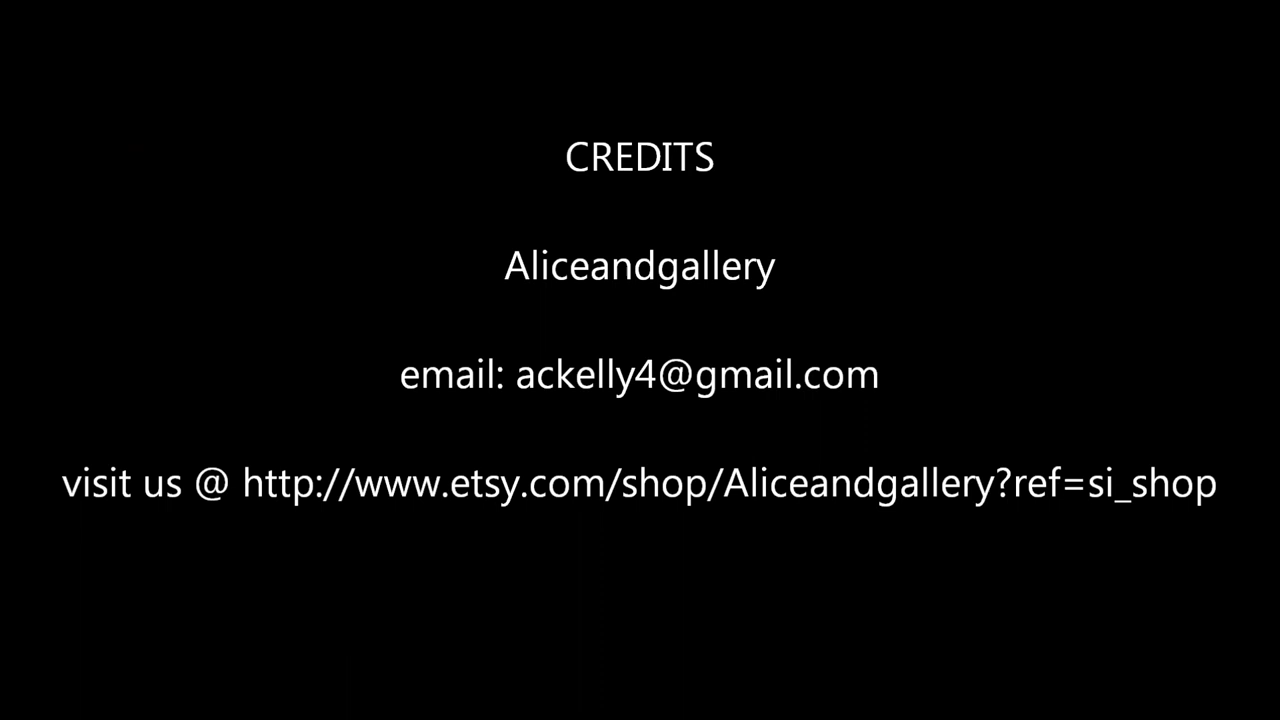 CREDITS
Aliceandgallery
email: ackelly4@gmail.com
visit us @ http://www.etsy.com/shop/Aliceandgallery?ref=si_shop